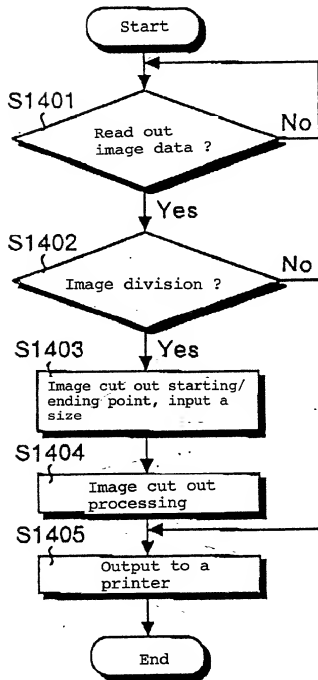 Start
S1401
Read out
image data ?
No
Yes
S1402
Image division ?
No
Yes
S1403
Image cut out starting/
ending point, input a
size
S1404
Image cut out
processing
S1405
Output to a
printer
End